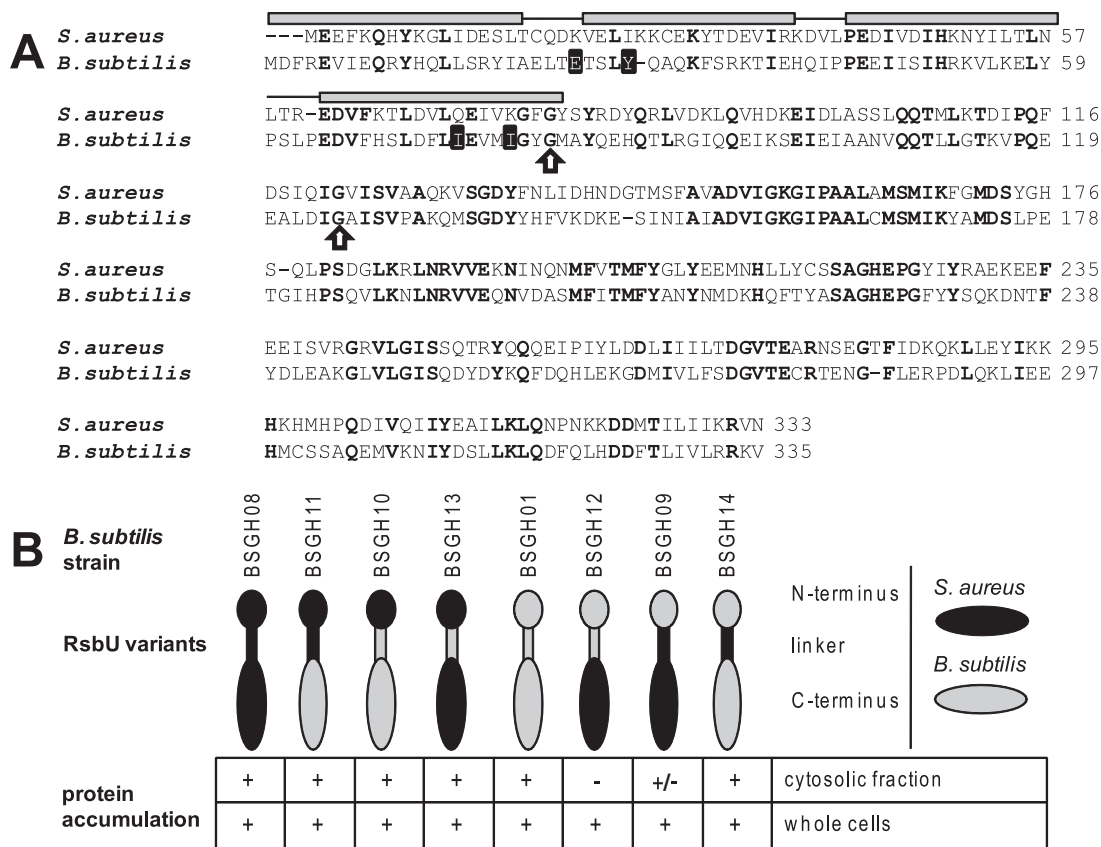 A
S.aureus ---MEEFKQHYKGLIDESLTCQDKVELIKKCEKYTDEVIRKDVLPEDIVDIHKNYILTLN 57
B.subtilis MDFREVIEQRYHQLLSRYIAELTETSLY-QAQKFSRKTIEHQIPPEEIISIHRKVLKELY 59
S.aureus LTR-EDVFKTLDVLQEIVKGFGYSYRDYQRLVDKLQVHDKEIDLASSLQQTMLKTDIPQF 116
B.subtilis PSLPEDVFHSLDFLIEVMIGYGMAYQEHQTLRGIQQEIKSEIEIAANVQQTLLGTKVPQE 119
S.aureus DSIQIGVISVAAQKVSGDYFNLIDHNDGTMSFAVADVIGKGIPAALAMSMIKFGMDSYGH 176
B.subtilis EALDIGAISVPAKQMSGDYYHFVKDKE-SINIAIADVIGKGIPAALCMSMIKYAMDSLPE 178
S.aureus S-QLPSDGLKRLNRVVEKNINQNMFVTMFYGLYEEMNHLLYCSSAGHEPGYIYRAEKEEF 235
B.subtilis TGIHPSQVLKNLNRVVEQNVDASMFITMFYANYNMDKHQFTYASAGHEPGFYYSQKDNTF 238
S.aureus EEISVRGRVLGISSQTRYQQQEIPIYLDDLIIILTDGVTEARNSEGTFIDKQKLLEYIKK 295
B.subtilis YDLEAKGLVLGISQDYDYKQFDQHLEKGDMIVLFSDGVTECRTENG-FLERPDLQKLIEE 297
S.aureus HKHMHPQDIVQIIYEAILKLQNPNKKDDMTILIIKRVN 333
B.subtilis HMCSSAQEMVKNIYDSLLKLQDFQLHDDFTLIVLRRKV 335
B
B. subtilis strain
BSGH08 BSGH11 BSGH10 BSGH13 BSGH01 BSGH12 BSGH09 BSGH14
RsbU variants
N-terminus
linker
C-terminus
S. aureus
B. subtilis
protein accumulation
+ + + + + - +/- + cytosolic fraction
+ + + + + + + + whole cells